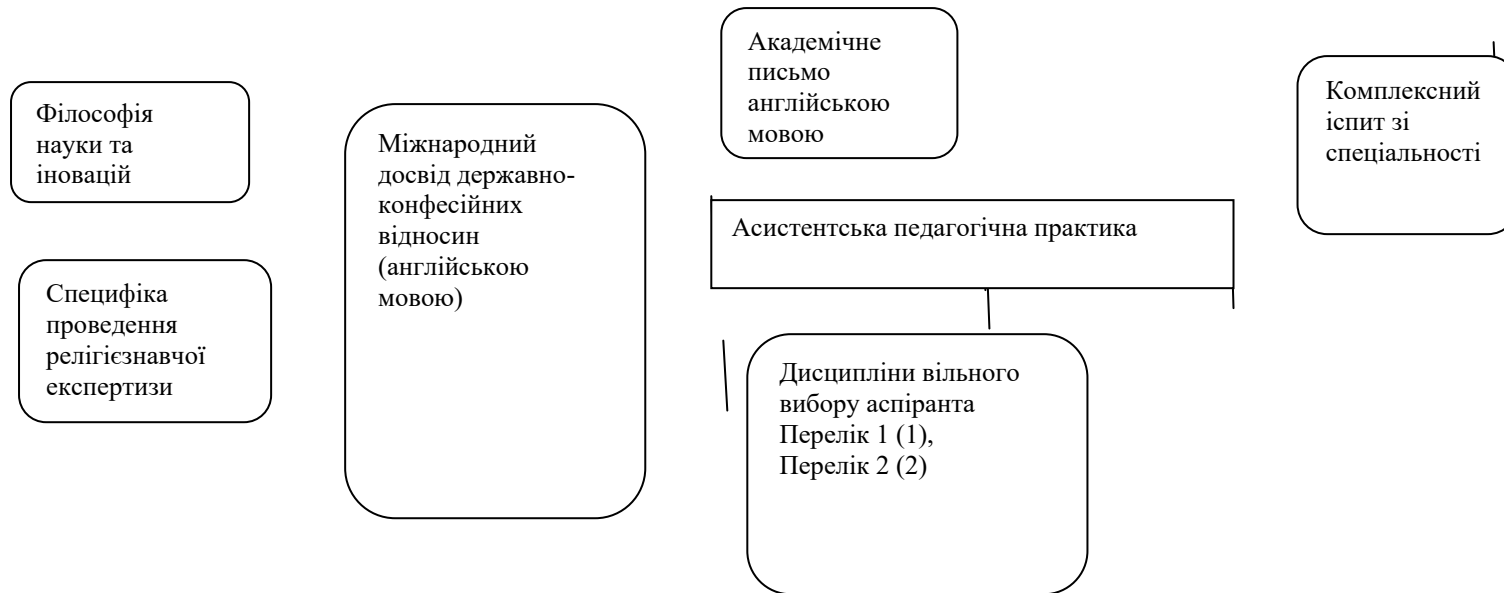 Філософія
науки та
іновацій
Специфіка
проведення
релігієзнавчої
експертизи
Міжнародний
досвід державно-
конфесійних
відносин
(англійською
мовою)
Академічне
письмо
англійською
мовою
Асистентська педагогічна практика
Дисципліни вільного
вибору аспіранта
Перелік 1 (1),
Перелік 2 (2)
Комплексний
іспит зі
спеціальності